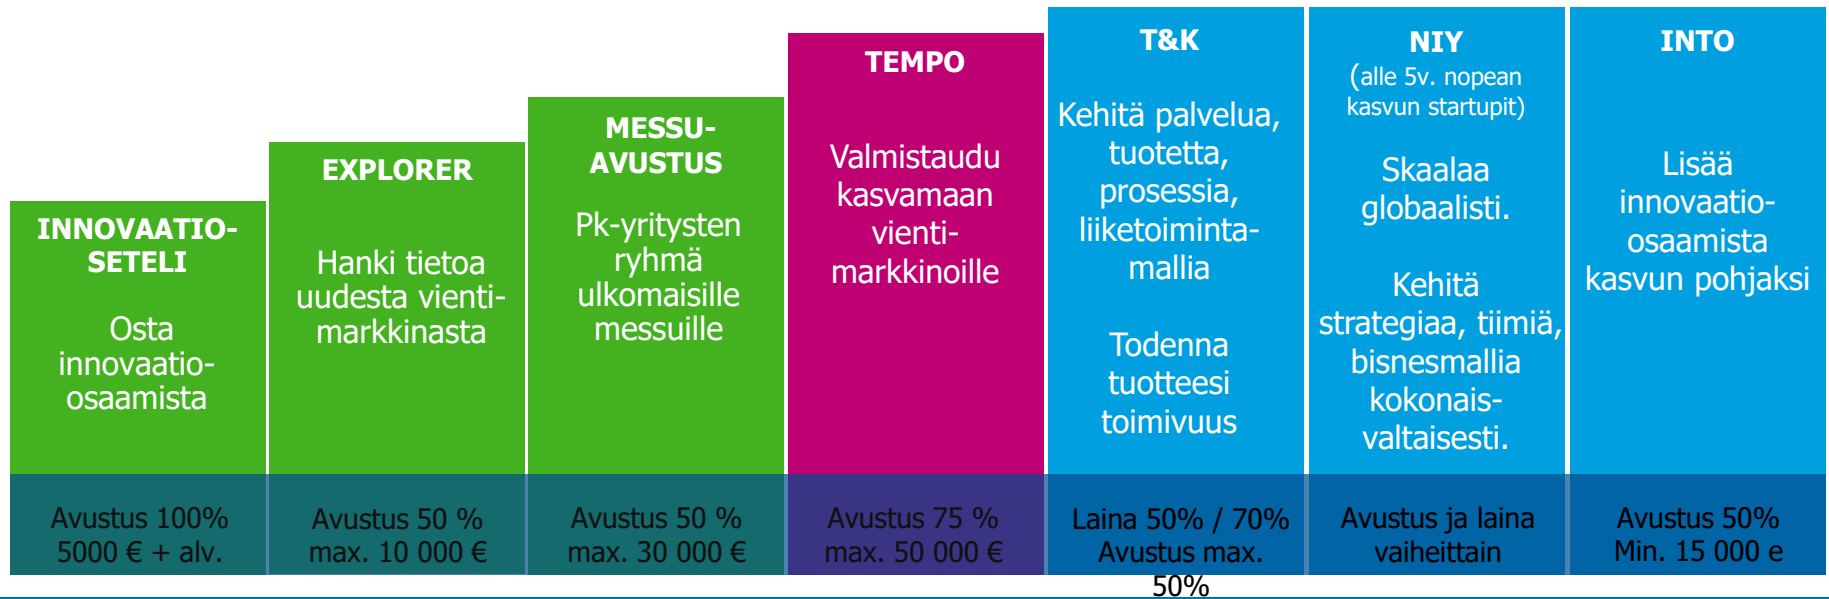 INNOVAATIO-
SETELI
Osta
innovaatio-
osaamista
Avustus 100%
5000 € + alv.
EXPLORER
Hanki tietoa
uudesta vienti-
markkinasta
Avustus 50 %
max. 10 000 €
MESSU-
AVUSTUS
Pk-yritysten
ryhmä
ulkomaisille
messuille
Avustus 50 %
max. 30 000 €
TEMPO
Valmistaudu
kasvamaan
vienti-
markkinoille
Avustus 75 %
max. 50 000 €
T&K
Kehitä palvelua,
tuotetta,
prosessia,
liiketoiminta-
mallia
Todenna
tuotteesi
toimivuus
Laina 50% / 70%
Avustus max.
50%
NIY
(alle 5v. nopean
kasvun startupit)
Skaalaa
globaalisti.
Kehitä
strategiaa, tiimiä,
bisnesmallia
kokonais-
valtaisesti.
Avustus ja laina
vaiheittain
INTO
Lisää
innovaatio-
osaamista
kasvun pohjaksi
Avustus 50%
Min. 15 000 e